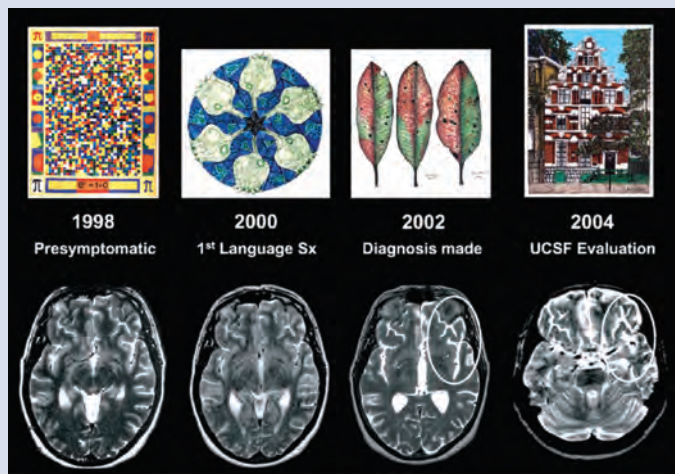 π π
π π
1998 2000 2002 2004
Presymptomatic 1st Language Sx Diagnosis made UCSF Evaluation